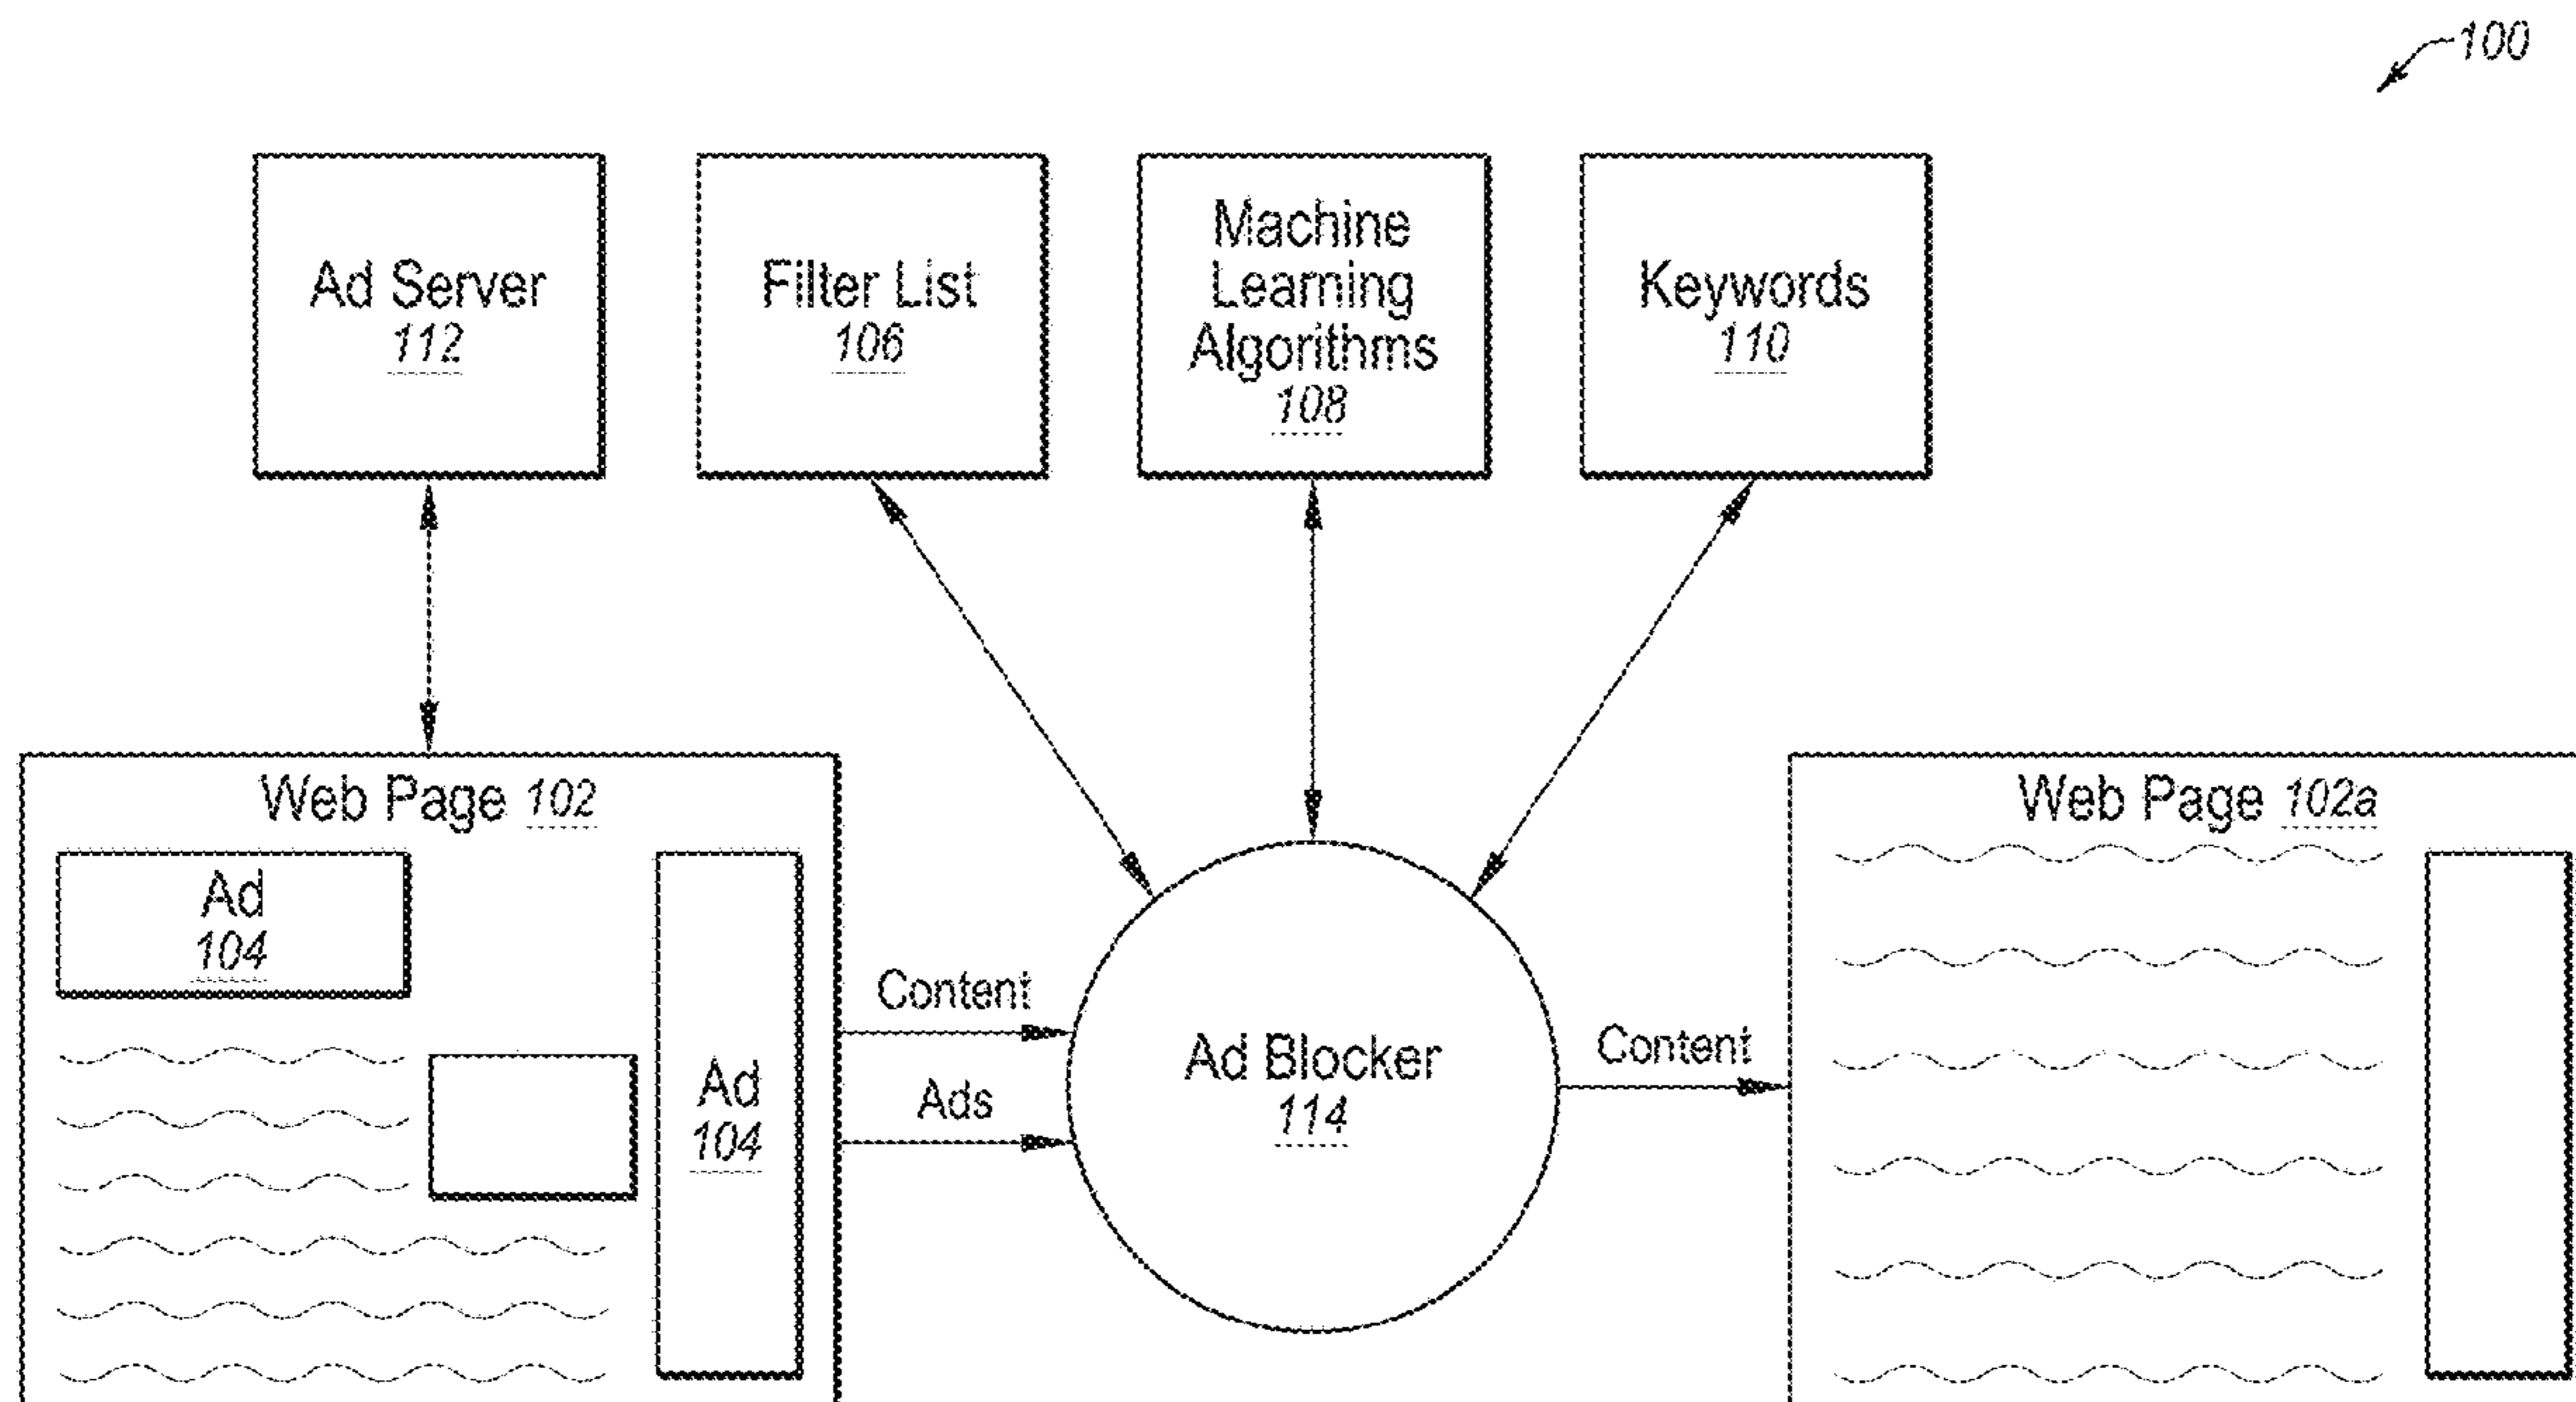 100
Ad Server
112
Filter List
106
Machine
Learning
Algorithms
108
Keywords
110
Web Page 102
Ad
104
Ad
104
Content
Ads
Ad Blocker
114
Content
Web Page 102a